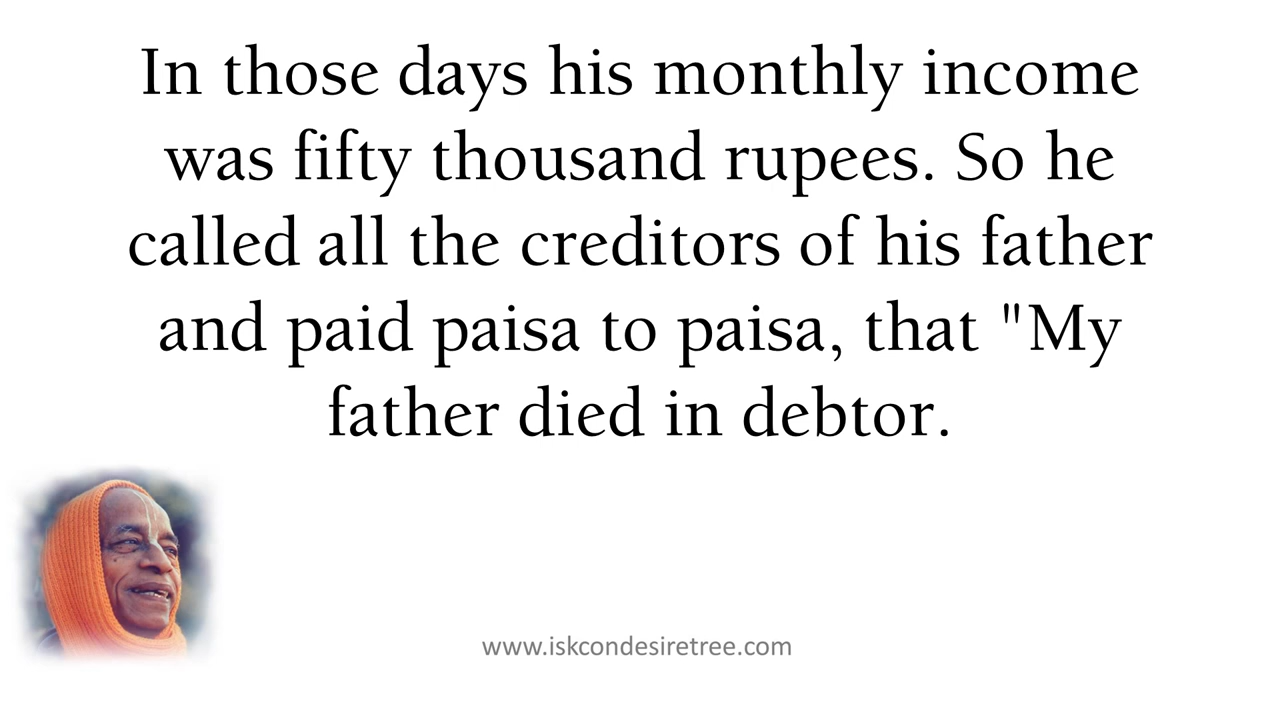 In those days his monthly income
was fifty thousand rupees. So he
called all the creditors of his father
and paid paisa to paisa, that "My
father died in debtor.
www.iskcondesiretree.com